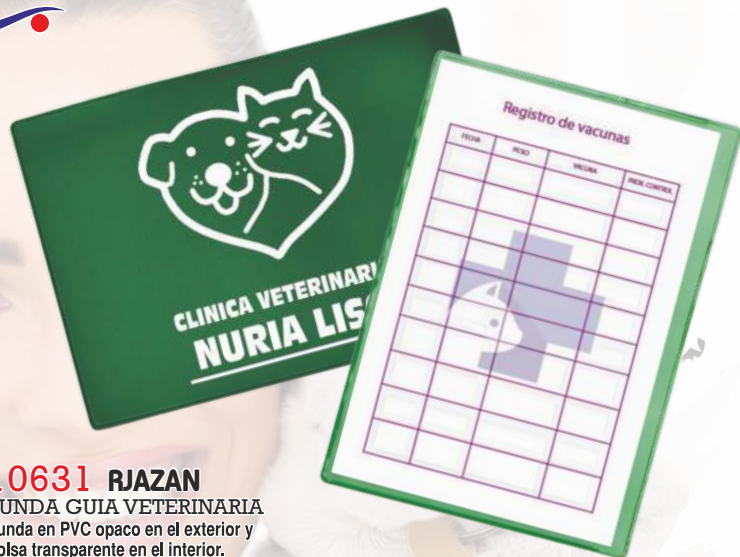 CLINICA VETERINARI
NURIA LIS
Registro de vacunas
FECHA PESO VACUNA PROX. CONTROL
.0631 RJAZAN
UNDA GUIA VETERINARIA
unda en PVC opaco en el exterior y
olsa transparente en el interior.